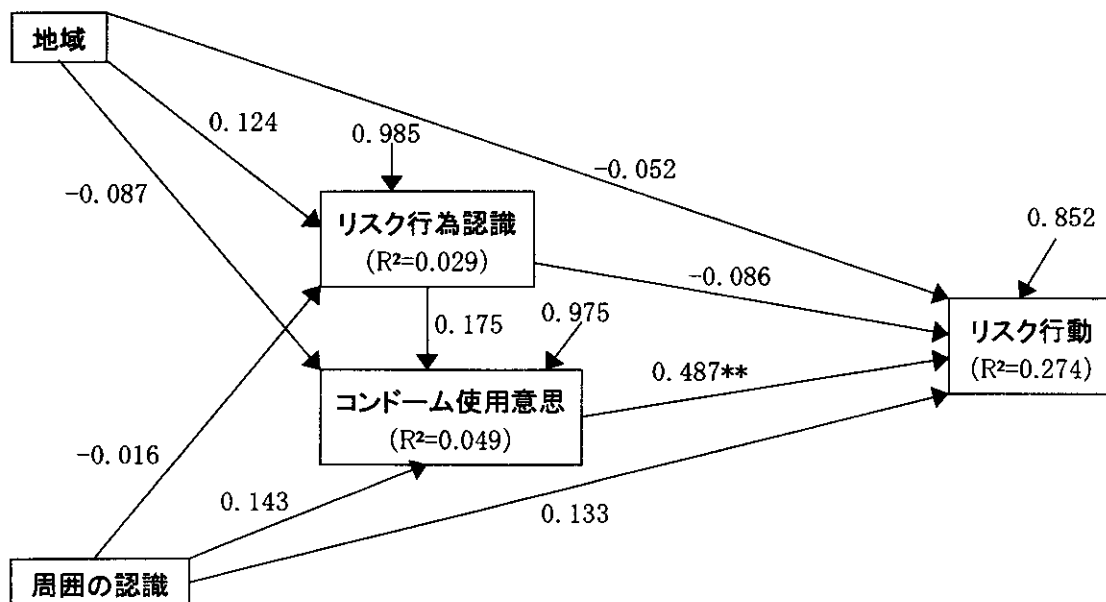 地域
0.124
0.985
-0.052
-0.087
リスク行為認識
(R²=0.029)
0.852
-0.086
0.175
0.975
リスク行動
(R²=0.274)
コンドーム使用意思
(R²=0.049)
0.487**
-0.016
0.143
0.133
周囲の認識